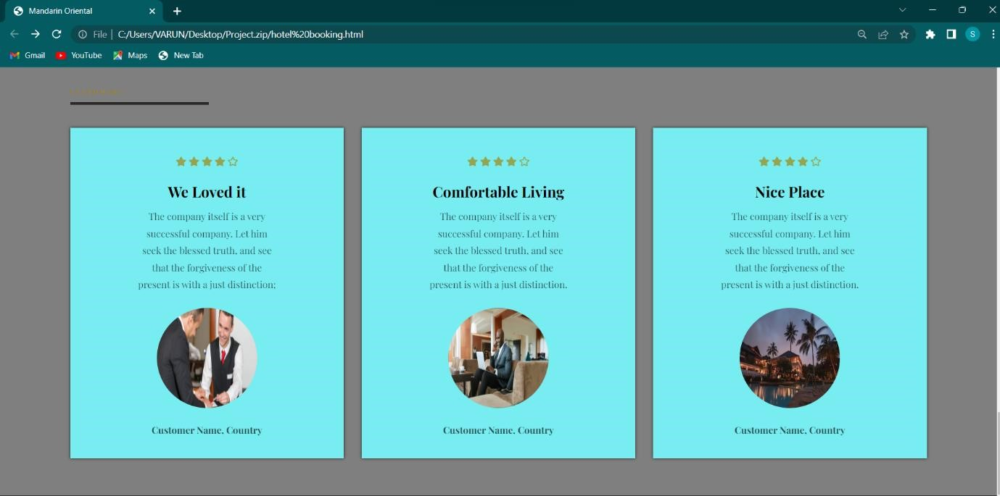 Mandarin Oriental
File | C:/Users/VARUN/Desktop/Project.zip/hotel%20booking.html
S
Gmail YouTube Maps New Tab
We Loved it
The company itself is a very
successful company. Let him
seek the blessed truth, and see
that the forgiveness of the
present is with a just distinction;
Customer Name, Country
Comfortable Living
The company itself is a very
successful company. Let him
seek the blessed truth, and see
that the forgiveness of the
present is with a just distinction.
Customer Name, Country
Nice Place
The company itself is a very
successful company. Let him
seek the blessed truth, and see
that the forgiveness of the
present is with a just distinction.
Customer Name, Country